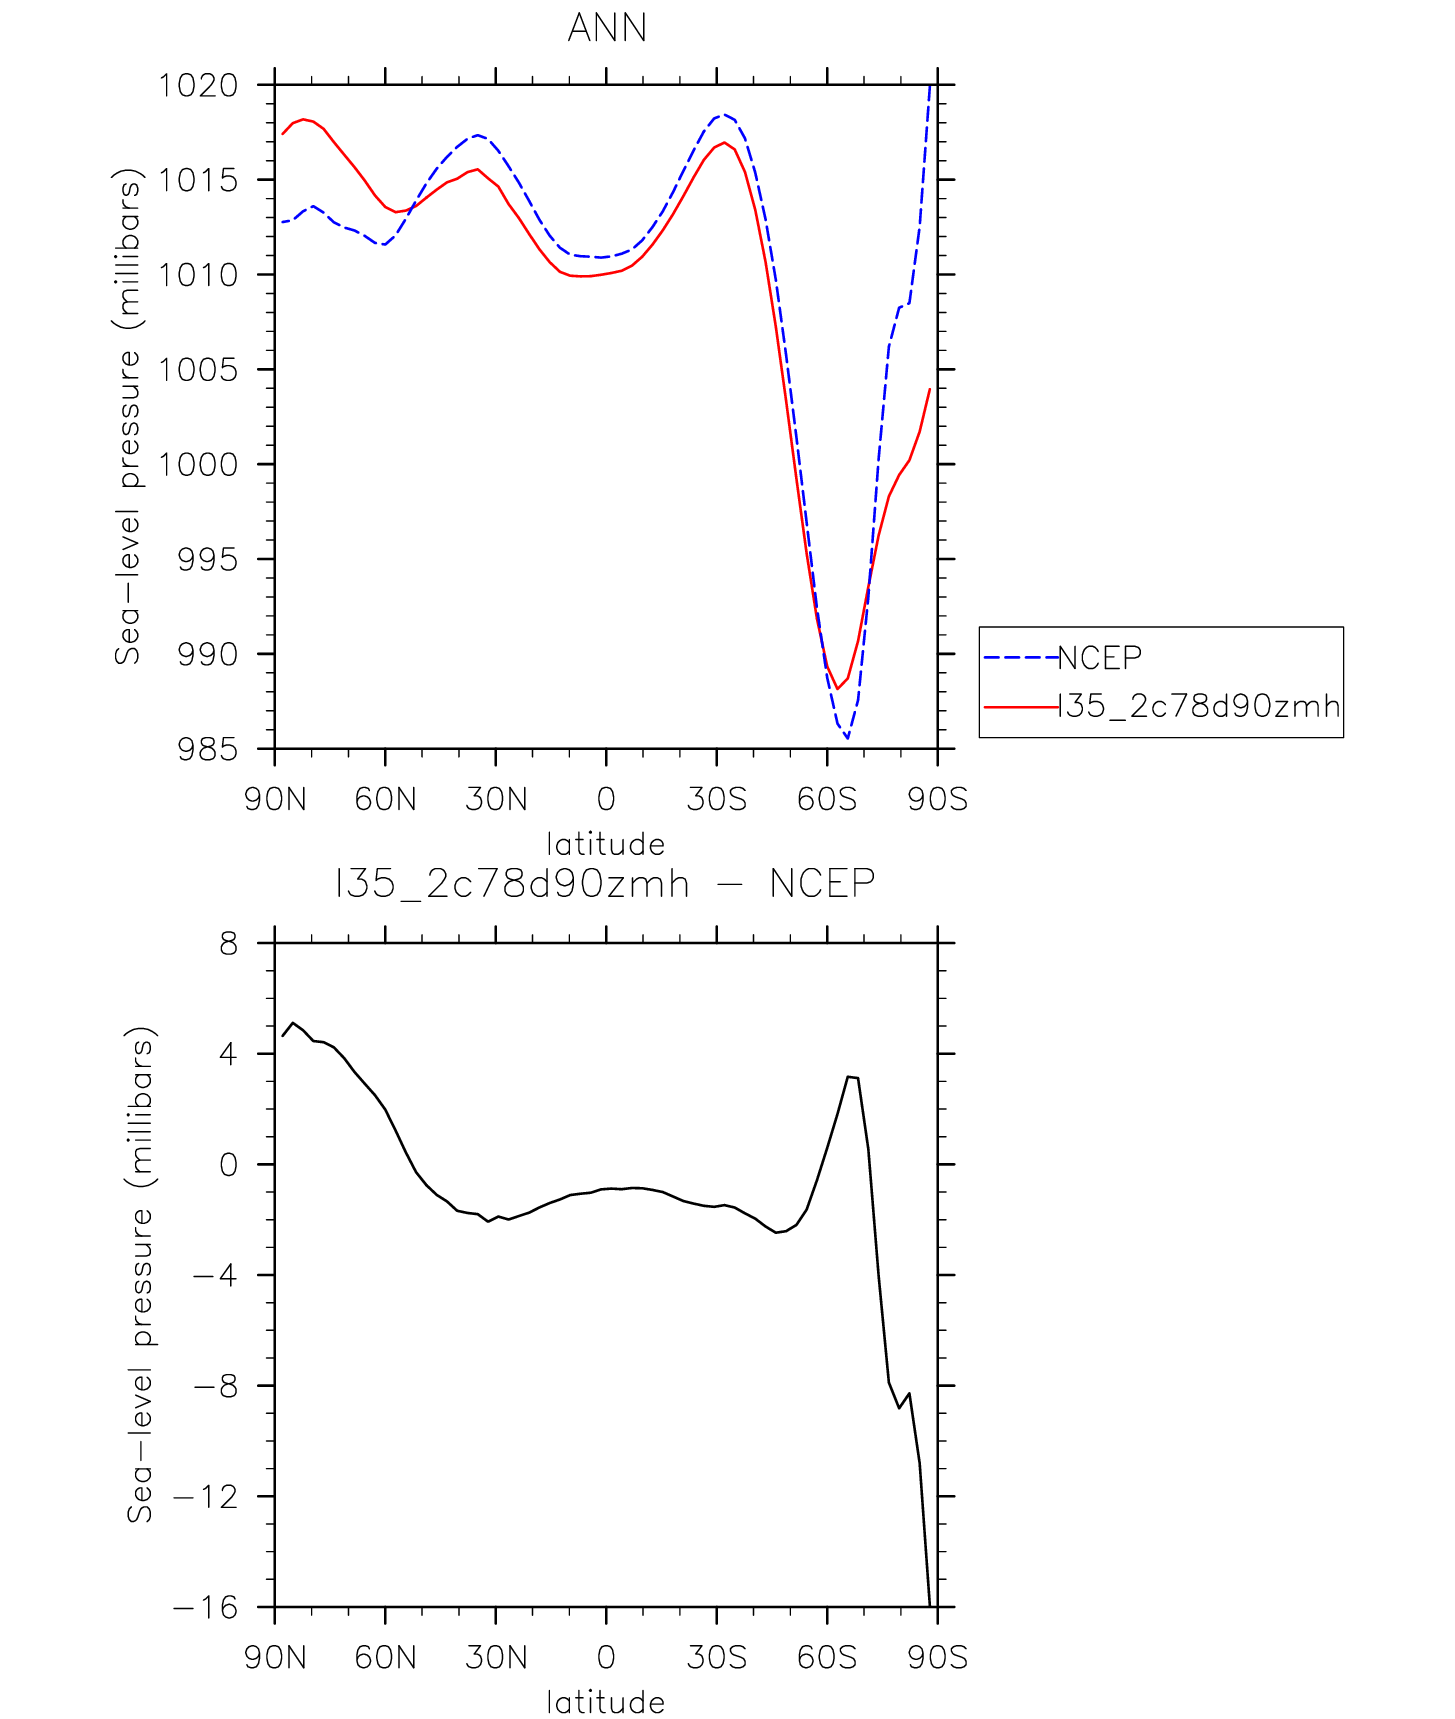 ANN
1020
1015
1010
1005
1000
995
990
985
Sea-level pressure (millibars)
90N 60N 30N 0 30S 60S 90S
latitude
NCEP
I35_2c78d90zmh
I35_2c78d90zmh - NCEP
8
4
0
-4
-8
-12
-16
Sea-level pressure (millibars)
90N 60N 30N 0 30S 60S 90S
latitude